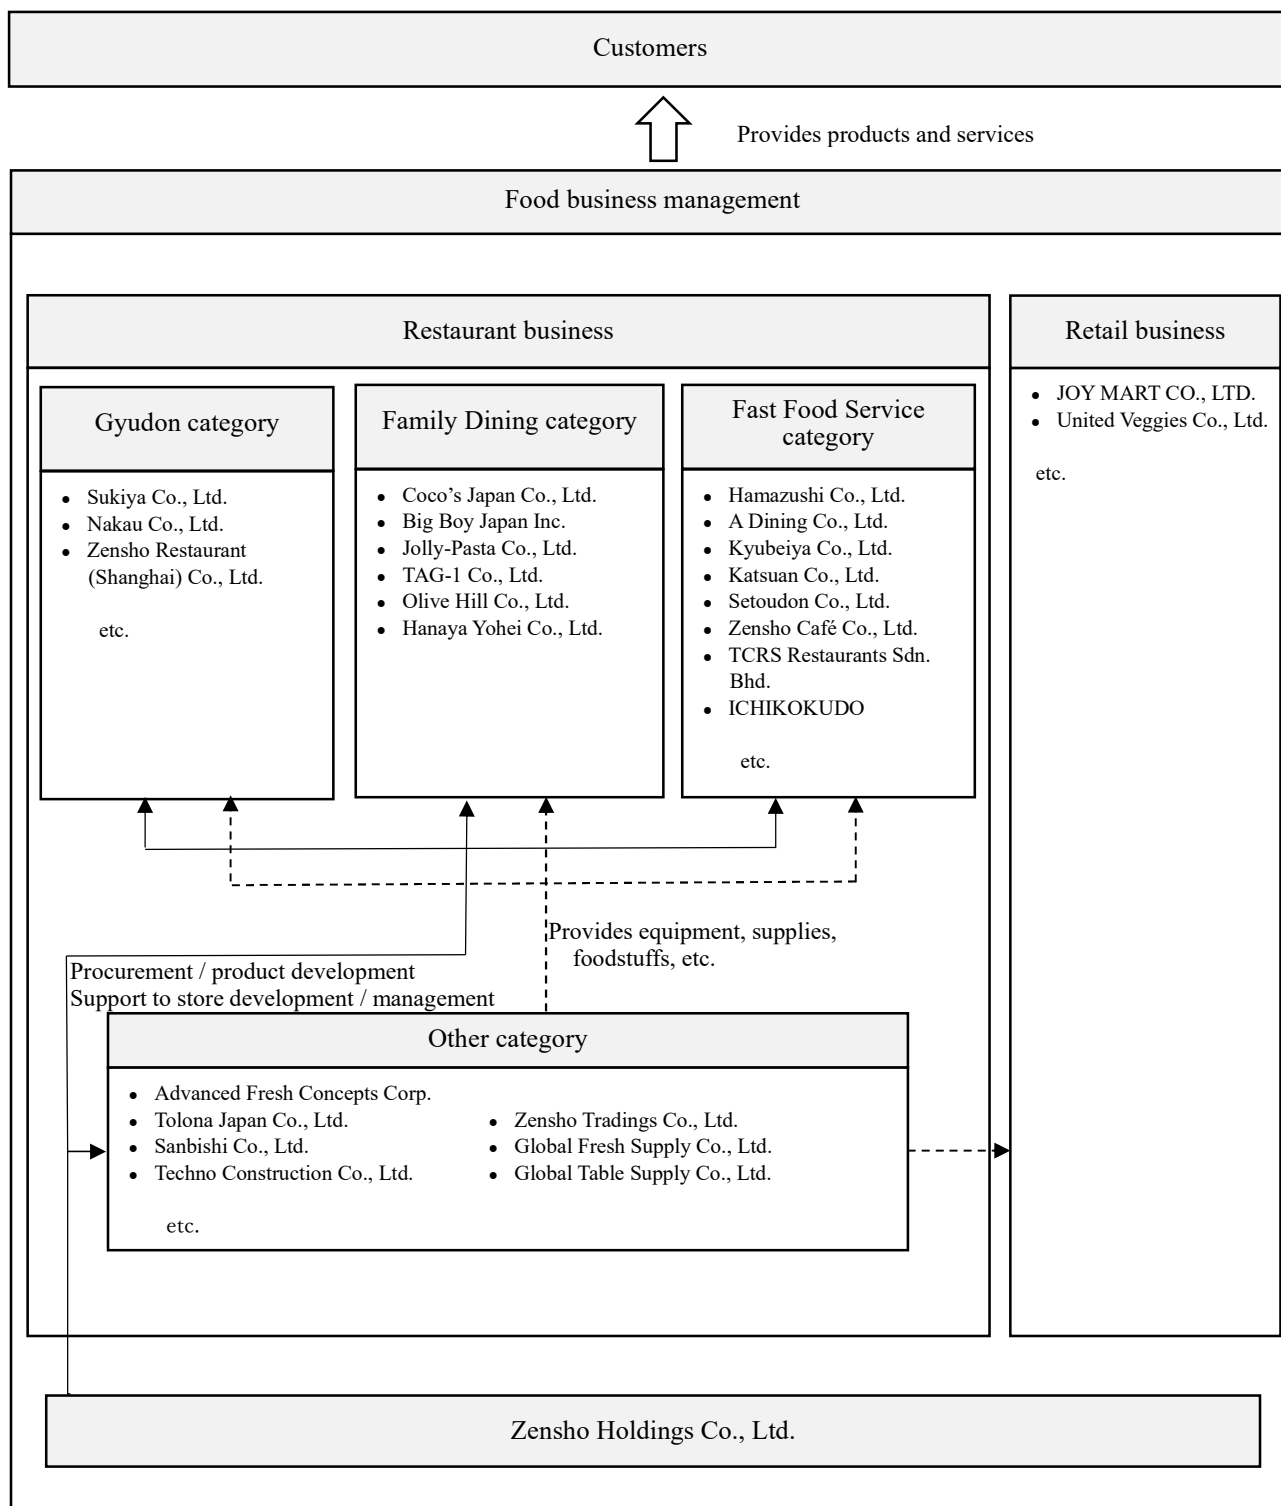 Customers
Provides products and services
Food business management
Restaurant business
Gyudon category
• Sukiya Co., Ltd.
• Nakau Co., Ltd.
• Zensho Restaurant
(Shanghai) Co., Ltd.
etc.
Family Dining category
• Coco’s Japan Co., Ltd.
• Big Boy Japan Inc.
• Jolly-Pasta Co., Ltd.
• TAG-1 Co., Ltd.
• Olive Hill Co., Ltd.
• Hanaya Yohei Co., Ltd.
Fast Food Service
category
• Hamazushi Co., Ltd.
• A Dining Co., Ltd.
• Kyubeiya Co., Ltd.
• Katsuan Co., Ltd.
• Setoudon Co., Ltd.
• Zensho Café Co., Ltd.
• TCRS Restaurants Sdn.
Bhd.
• ICHIKOKUDO
etc.
Retail business
• JOY MART CO., LTD.
• United Veggies Co., Ltd.
etc.
Provides equipment, supplies,
foodstuffs, etc.
Procurement / product development
Support to store development / management
Other category
• Advanced Fresh Concepts Corp.
• Tolona Japan Co., Ltd.
• Sanbishi Co., Ltd.
• Techno Construction Co., Ltd.
etc.
• Zensho Tradings Co., Ltd.
• Global Fresh Supply Co., Ltd.
• Global Table Supply Co., Ltd.
Zensho Holdings Co., Ltd.